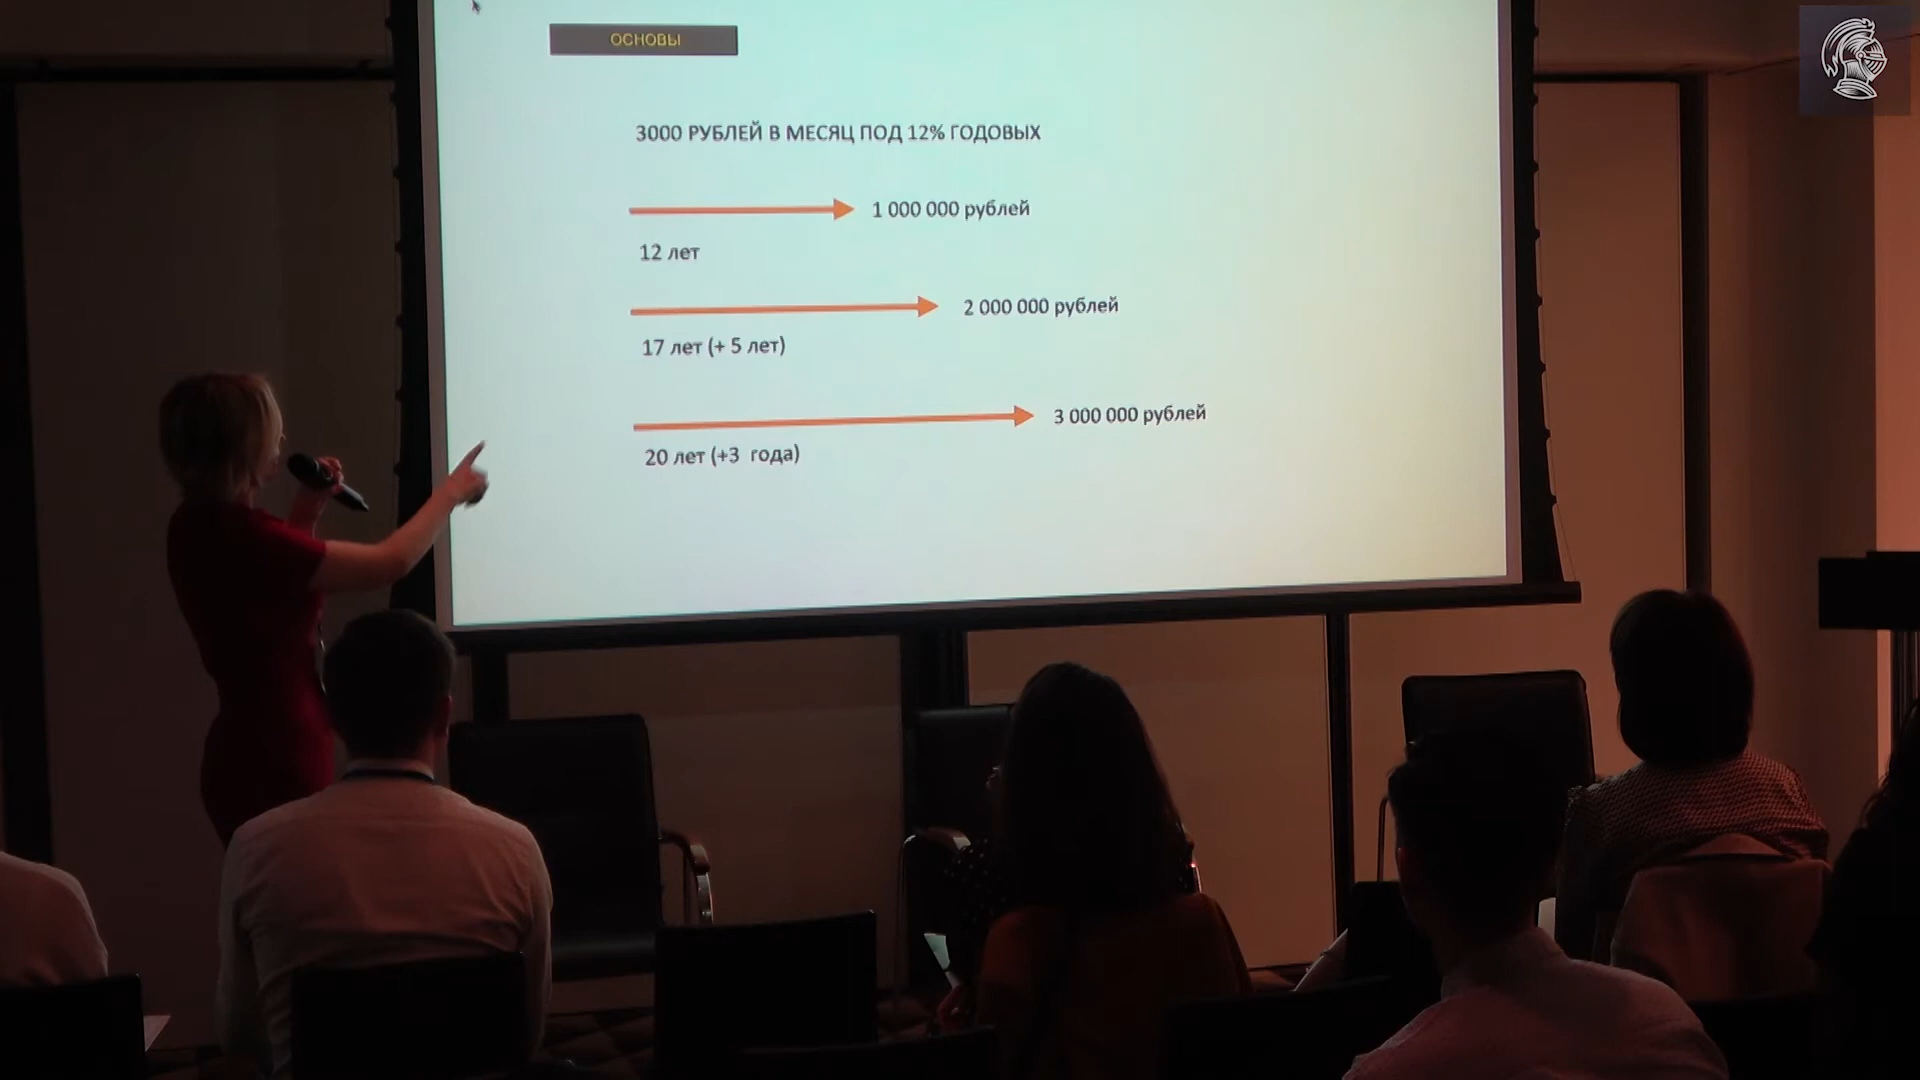 ОСНОВЫ
3000 РУБЛЕЙ В МЕСЯЦ ПОД 12% ГОДОВЫХ
1 000 000 рублей
12 лет
2 000 000 рублей
17 лет (+ 5 лет)
3 000 000 рублей
20 лет (+3 года)